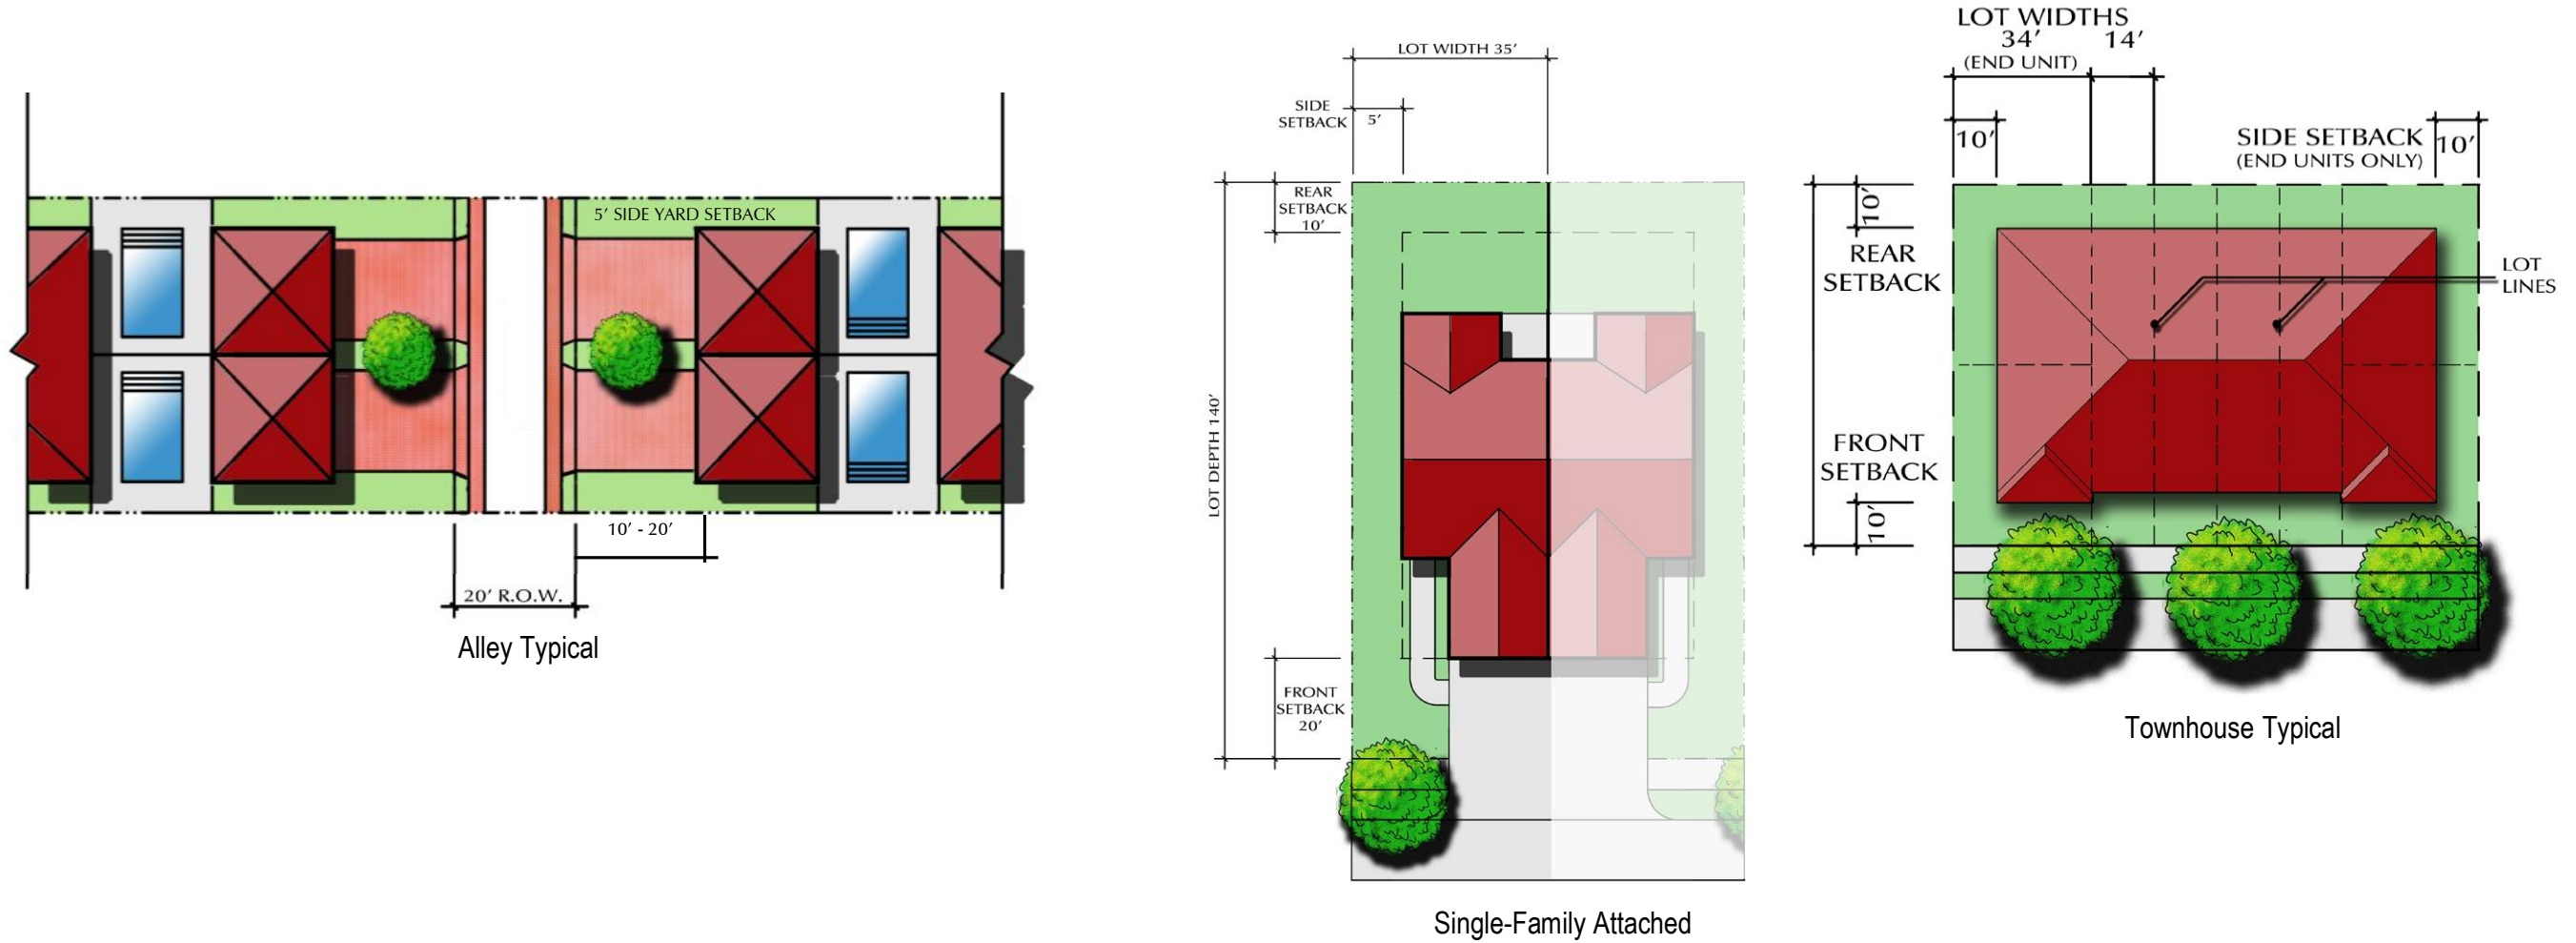 5' SIDE YARD SETBACK
10' - 20'
20' R.O.W.
Alley Typical
LOT WIDTH 35'
SIDE
SETBACK
5'
REAR
SETBACK
10'
LOT DEPTH 140'
FRONT
SETBACK
20'
Single-Family Attached
LOT WIDTHS
34' 14'
(END UNIT)
10'
SIDE SETBACK
(END UNITS ONLY)
10'
10'
REAR
SETBACK
LOT
LINES
FRONT
SETBACK
10'
Townhouse Typical